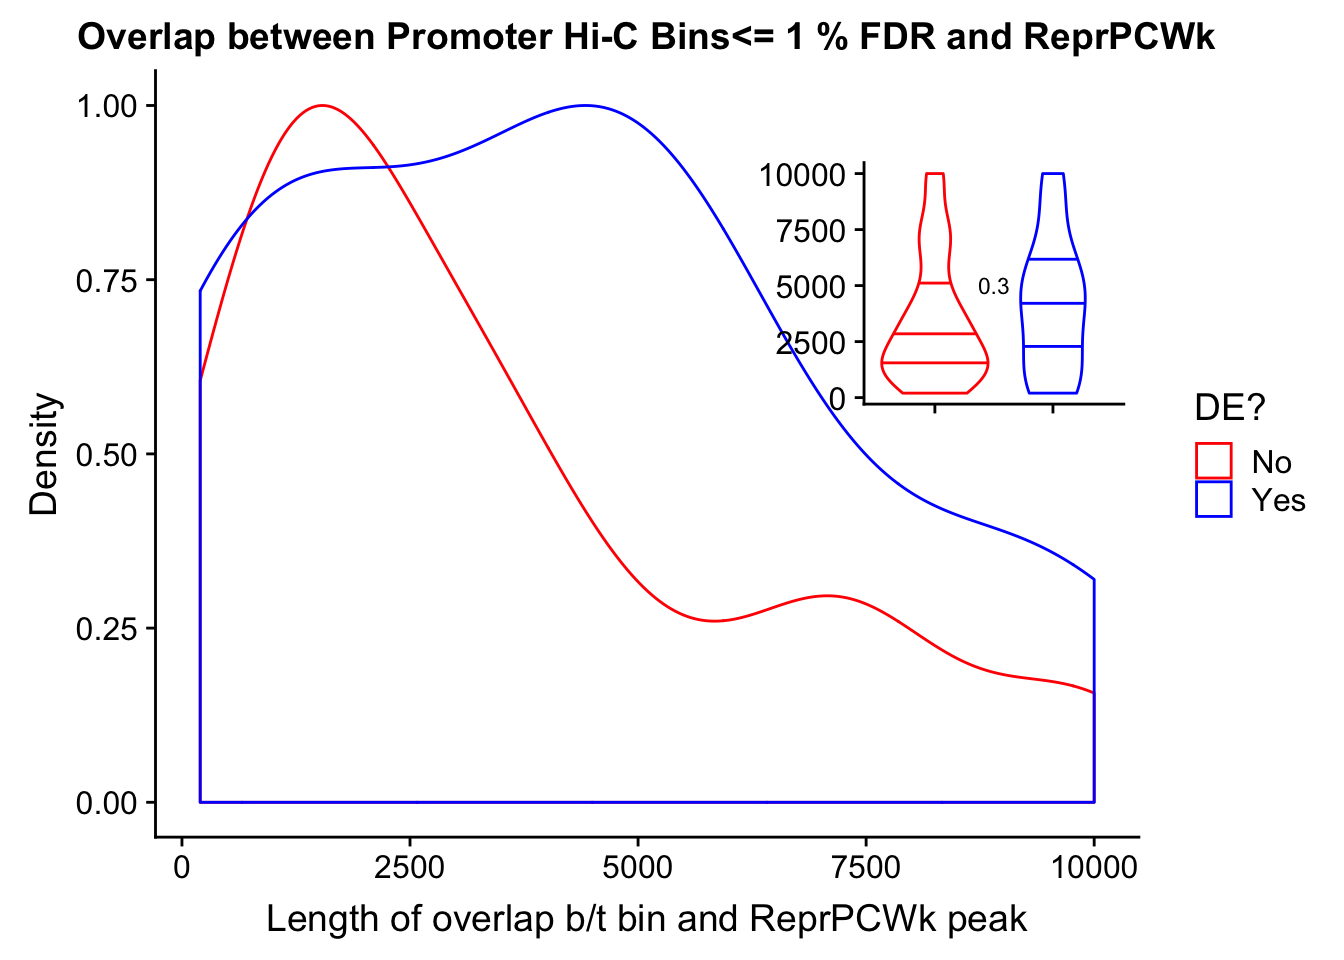 Overlap between Promoter Hi-C Bins<= 1 % FDR and ReprPCWk
Density
1.00
0.75
0.50
0.25
0.00
0 2500 5000 7500 10000
Length of overlap b/t bin and ReprPCWk peak
10000
7500
5000
2500
0
0.3
DE?
No
Yes